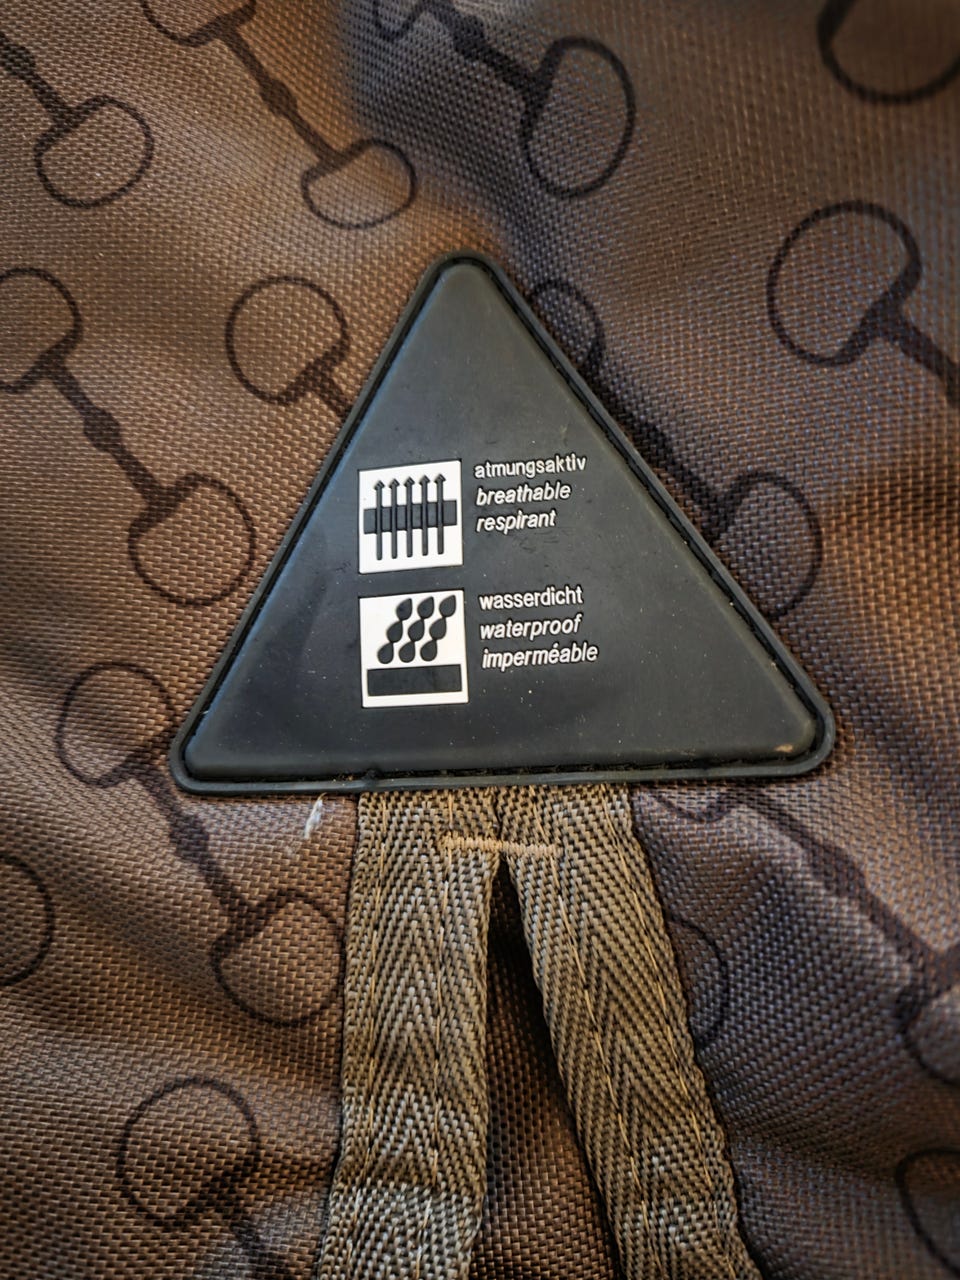 atmungsaktiv
breathable
respirant
wasserdicht
waterproof
imperméable